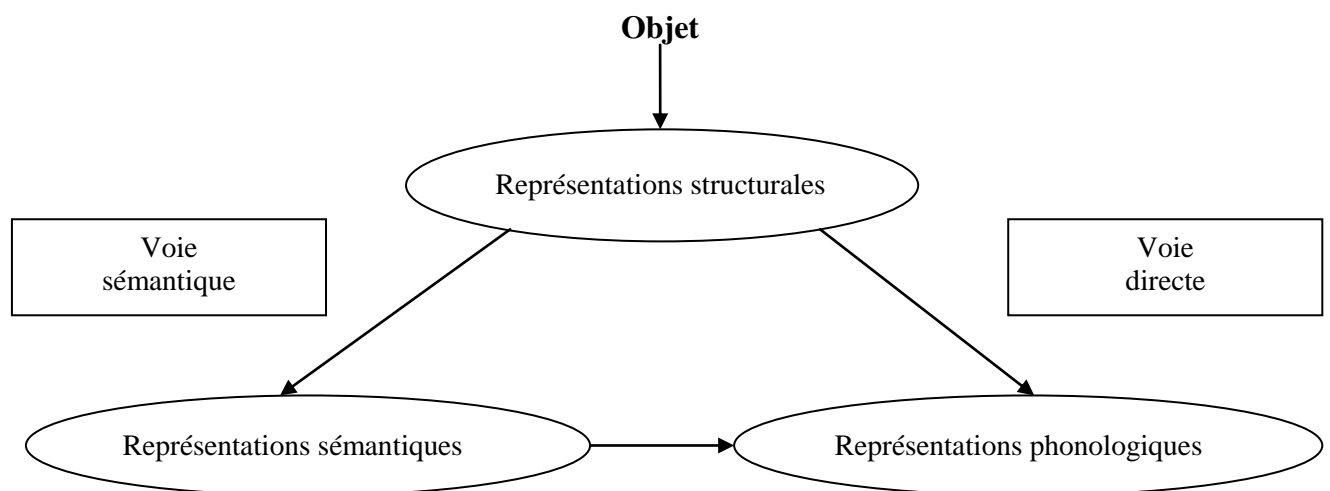 Objet
Représentations structurales
Voie
sémantique
Voie
directe
Représentations sémantiques
Représentations phonologiques